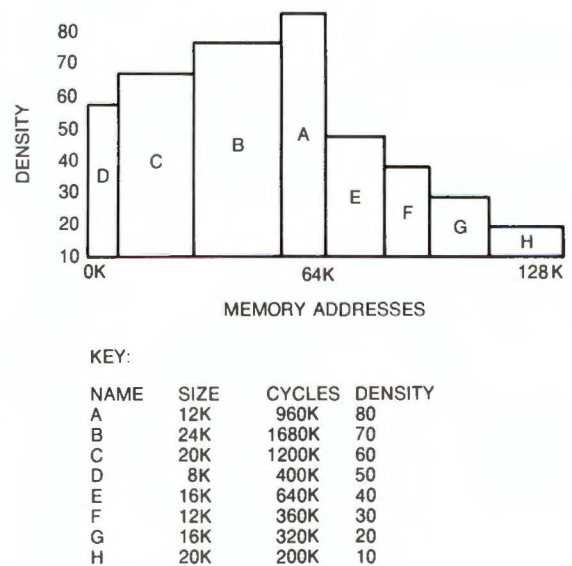 80
70
60
50
40
30
20
10
DENSITY
D
C
B
A
E
F
G
H
0K 64K 128K
MEMORY ADDRESSES
KEY:
NAME SIZE CYCLES DENSITY
A 12K 960K 80
B 24K 1680K 70
C 20K 1200K 60
D 8K 400K 50
E 16K 640K 40
F 12K 360K 30
G 16K 320K 20
H 20K 200K 10